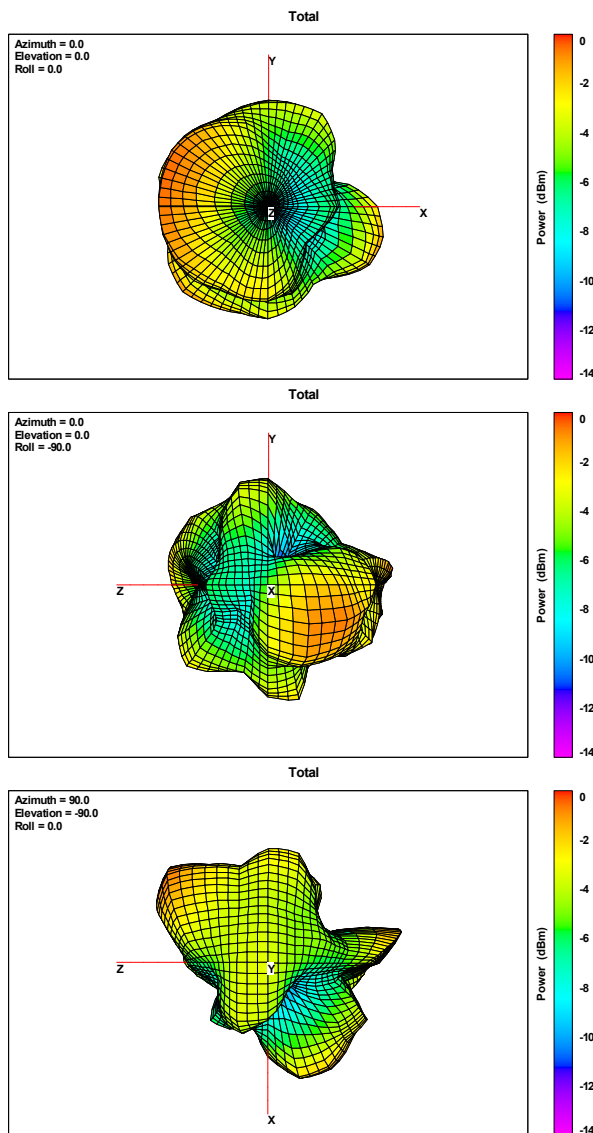 Total
Azimuth = 0.0
Elevation = 0.0
Roll = 0.0
Y
Z
X
0
-2
-4
-6
-8
-10
-12
-14
Power (dBm)
Total
Azimuth = 0.0
Elevation = 0.0
Roll = -90.0
Y
Z
X
0
-2
-4
-6
-8
-10
-12
-14
Power (dBm)
Total
Azimuth = 90.0
Elevation = -90.0
Roll = 0.0
Z
Y
X
0
-2
-4
-6
-8
-10
-12
-14
Power (dBm)